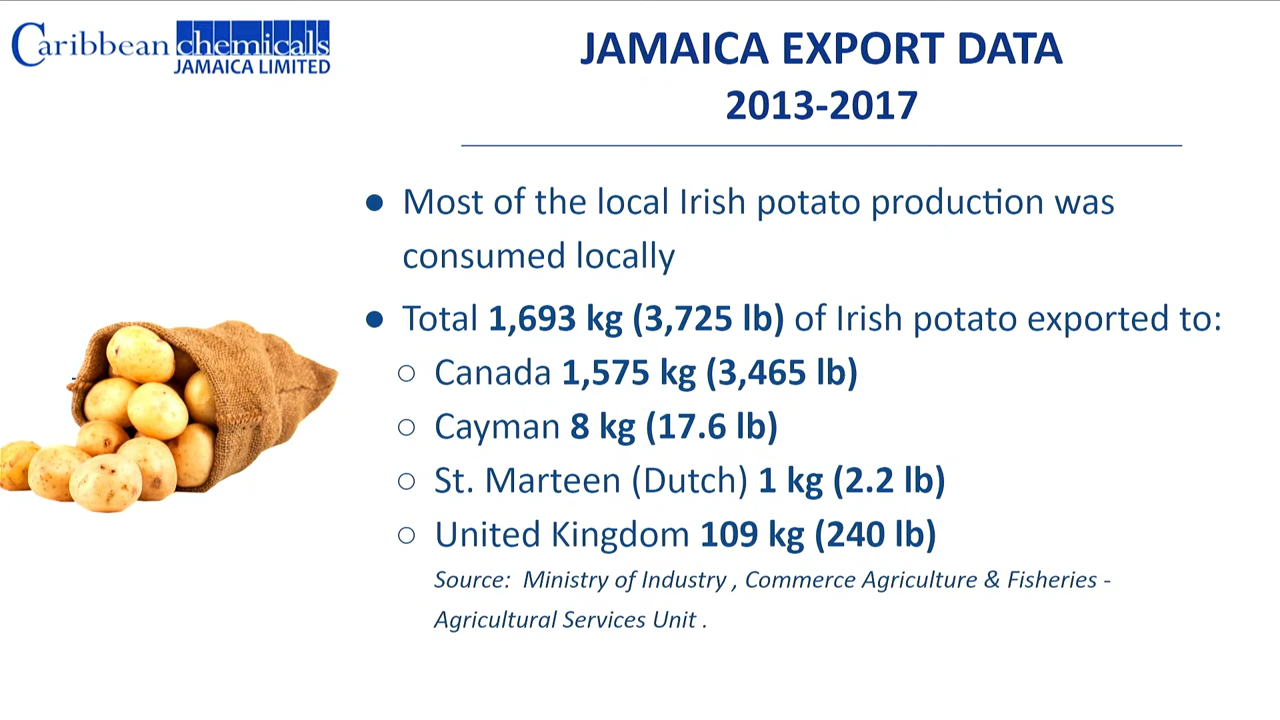 Caribbean chemicals
JAMAICA LIMITED
JAMAICA EXPORT DATA
2013-2017
● Most of the local Irish potato production was
consumed locally
● Total 1,693 kg (3,725 lb) of Irish potato exported to:
○ Canada 1,575 kg (3,465 lb)
○ Cayman 8 kg (17.6 lb)
○ St. Marteen (Dutch) 1 kg (2.2 lb)
○ United Kingdom 109 kg (240 lb)
Source: Ministry of Industry , Commerce Agriculture & Fisheries -
Agricultural Services Unit .